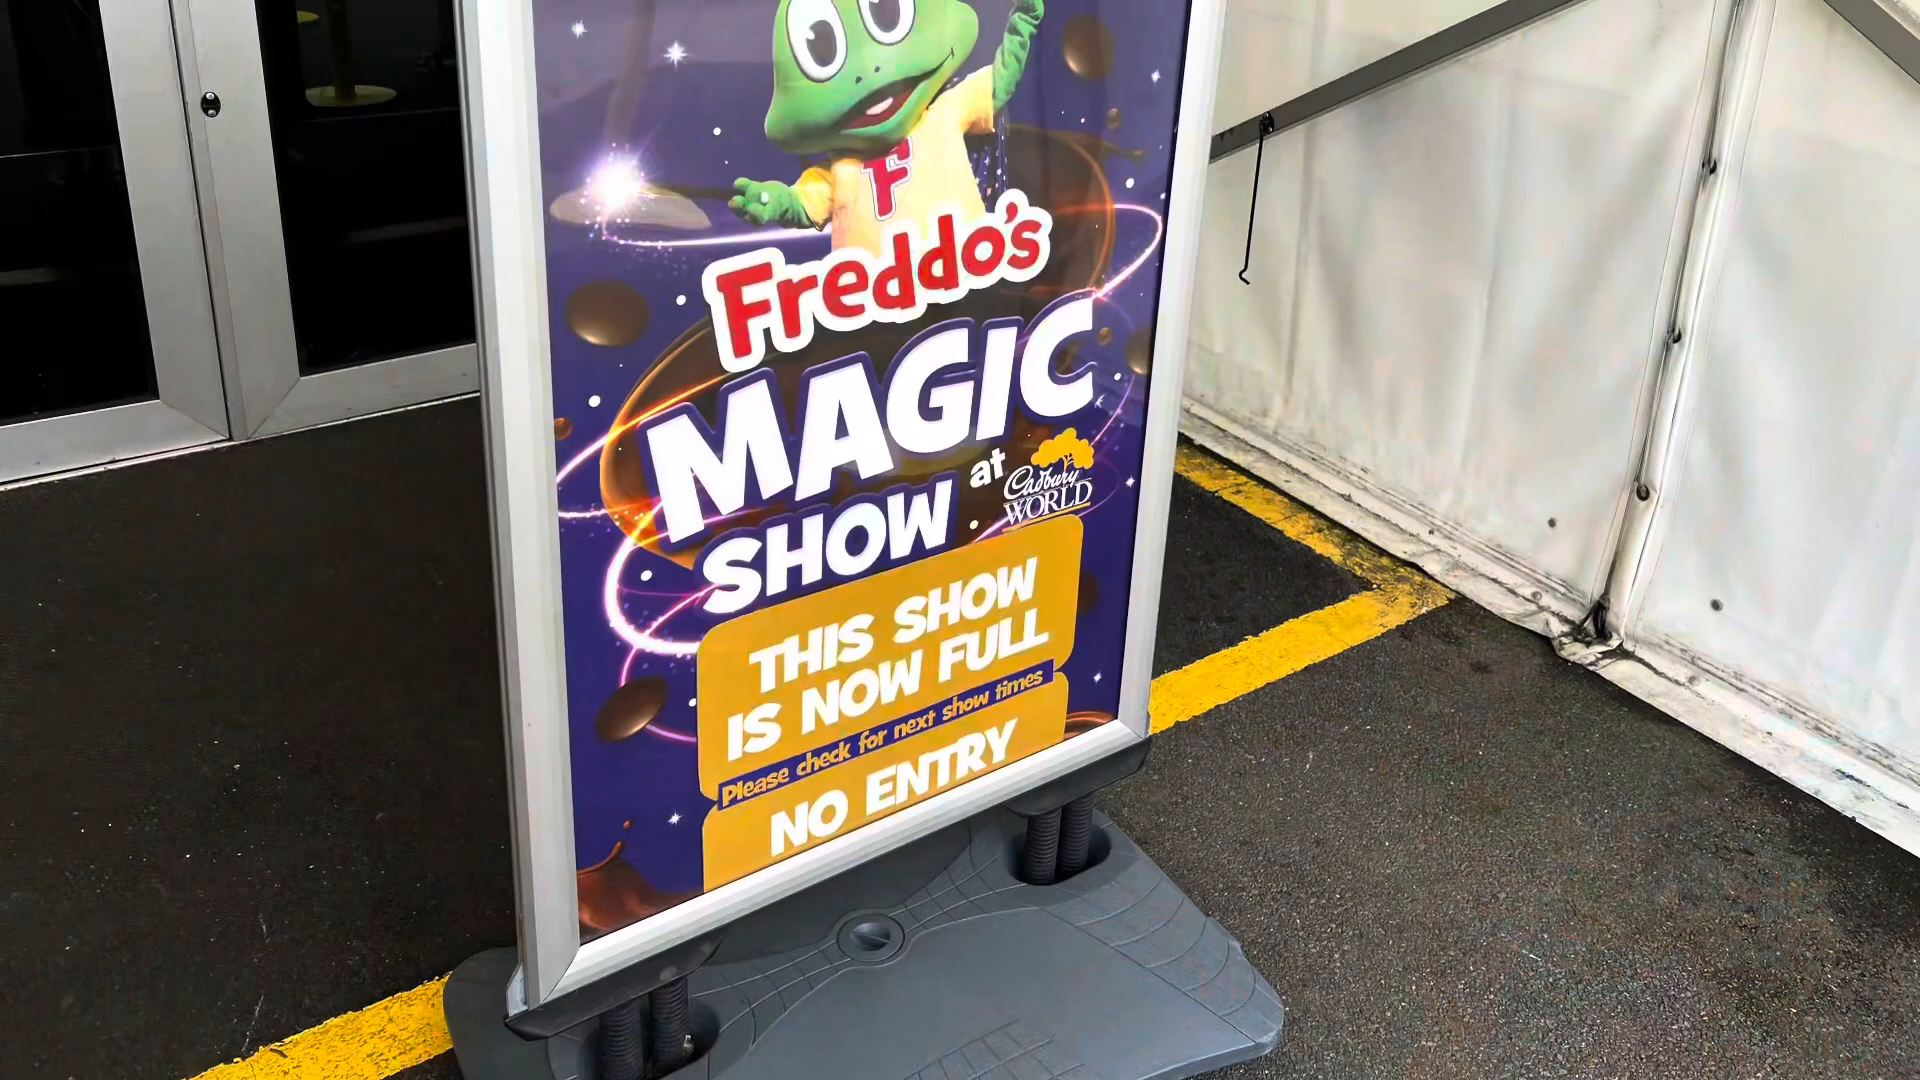 F
Freddo's
MAGIC
SHOW at
Cadbury
WORLD
THIS SHOW
IS NOW FULL
Please check for next show times
NO ENTRY